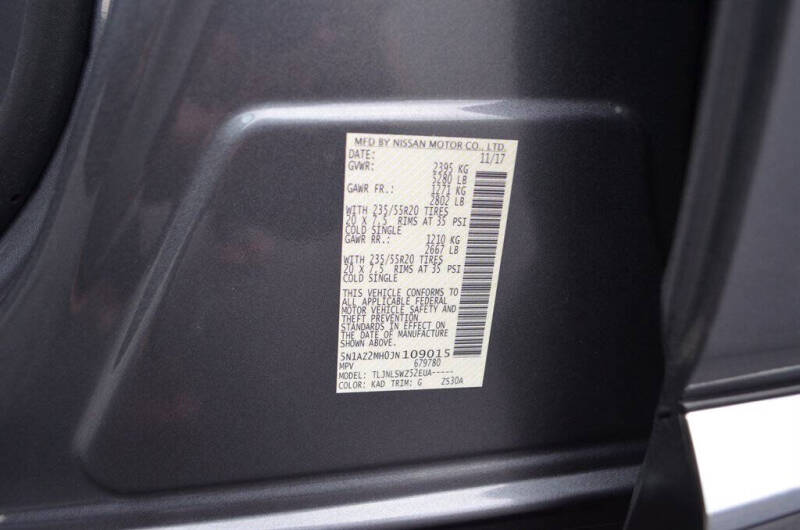 MFD BY NISSAN MOTOR CO., LTD.
DATE: 11/17
GVWR: 2395 KG
5280 LB
GAWR FR.: 1271 KG
2802 LB
WITH 235/55R20 TIRES
20 X 7.5 RIMS AT 35 PSI
COLD SINGLE
GAWR RR.: 1210 KG
2667 LB
WITH 235/55R20 TIRES
20 X 7.5 RIMS AT 35 PSI
COLD SINGLE
THIS VEHICLE CONFORMS TO
ALL APPLICABLE FEDERAL
MOTOR VEHICLE SAFETY AND
THEFT PREVENTION
STANDARDS IN EFFECT ON
THE DATE OF MANUFACTURE
SHOWN ABOVE.
5N1AZ2MH0JN109015
MPV 679780
MODEL: TLJNLSWZ52EUA-----
COLOR: KAD TRIM: G ZS30A